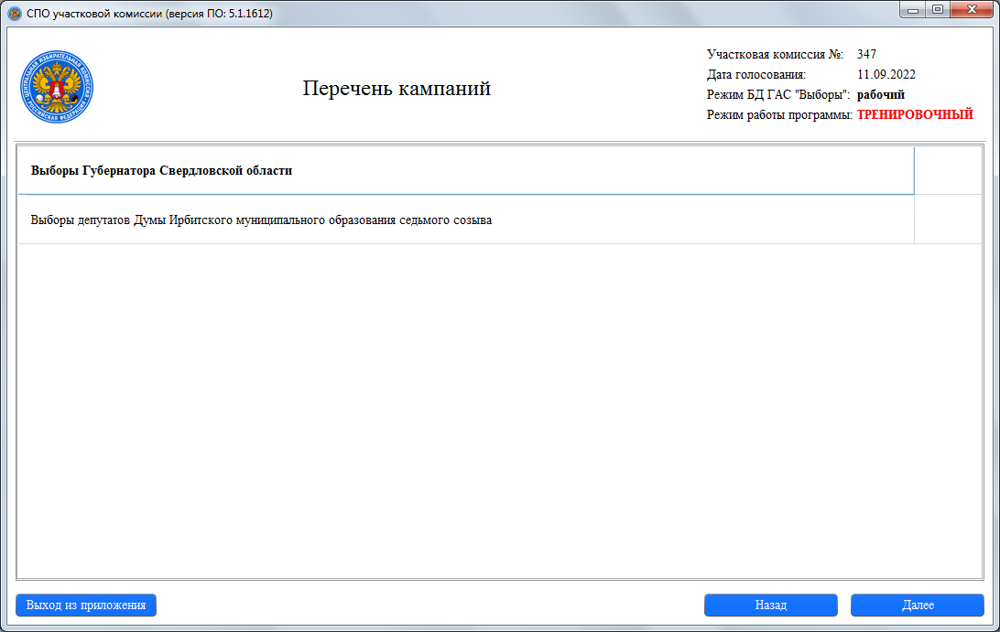 СПО участковой комиссии (версия ПО: 5.1.1612)
ЦЕНТРАЛЬНАЯ ИЗБИРАТЕЛЬНАЯ КОМИССИЯ
РОССИЙСКАЯ ФЕДЕРАЦИЯ
Перечень кампаний
Участковая комиссия №: 347
Дата голосования: 11.09.2022
Режим БД ГАС "Выборы": рабочий
Режим работы программы: ТРЕНИРОВОЧНЫЙ
Выборы Губернатора Свердловской области
Выборы депутатов Думы Ирбитского муниципального образования седьмого созыва
Выход из приложения
Назад
Далее